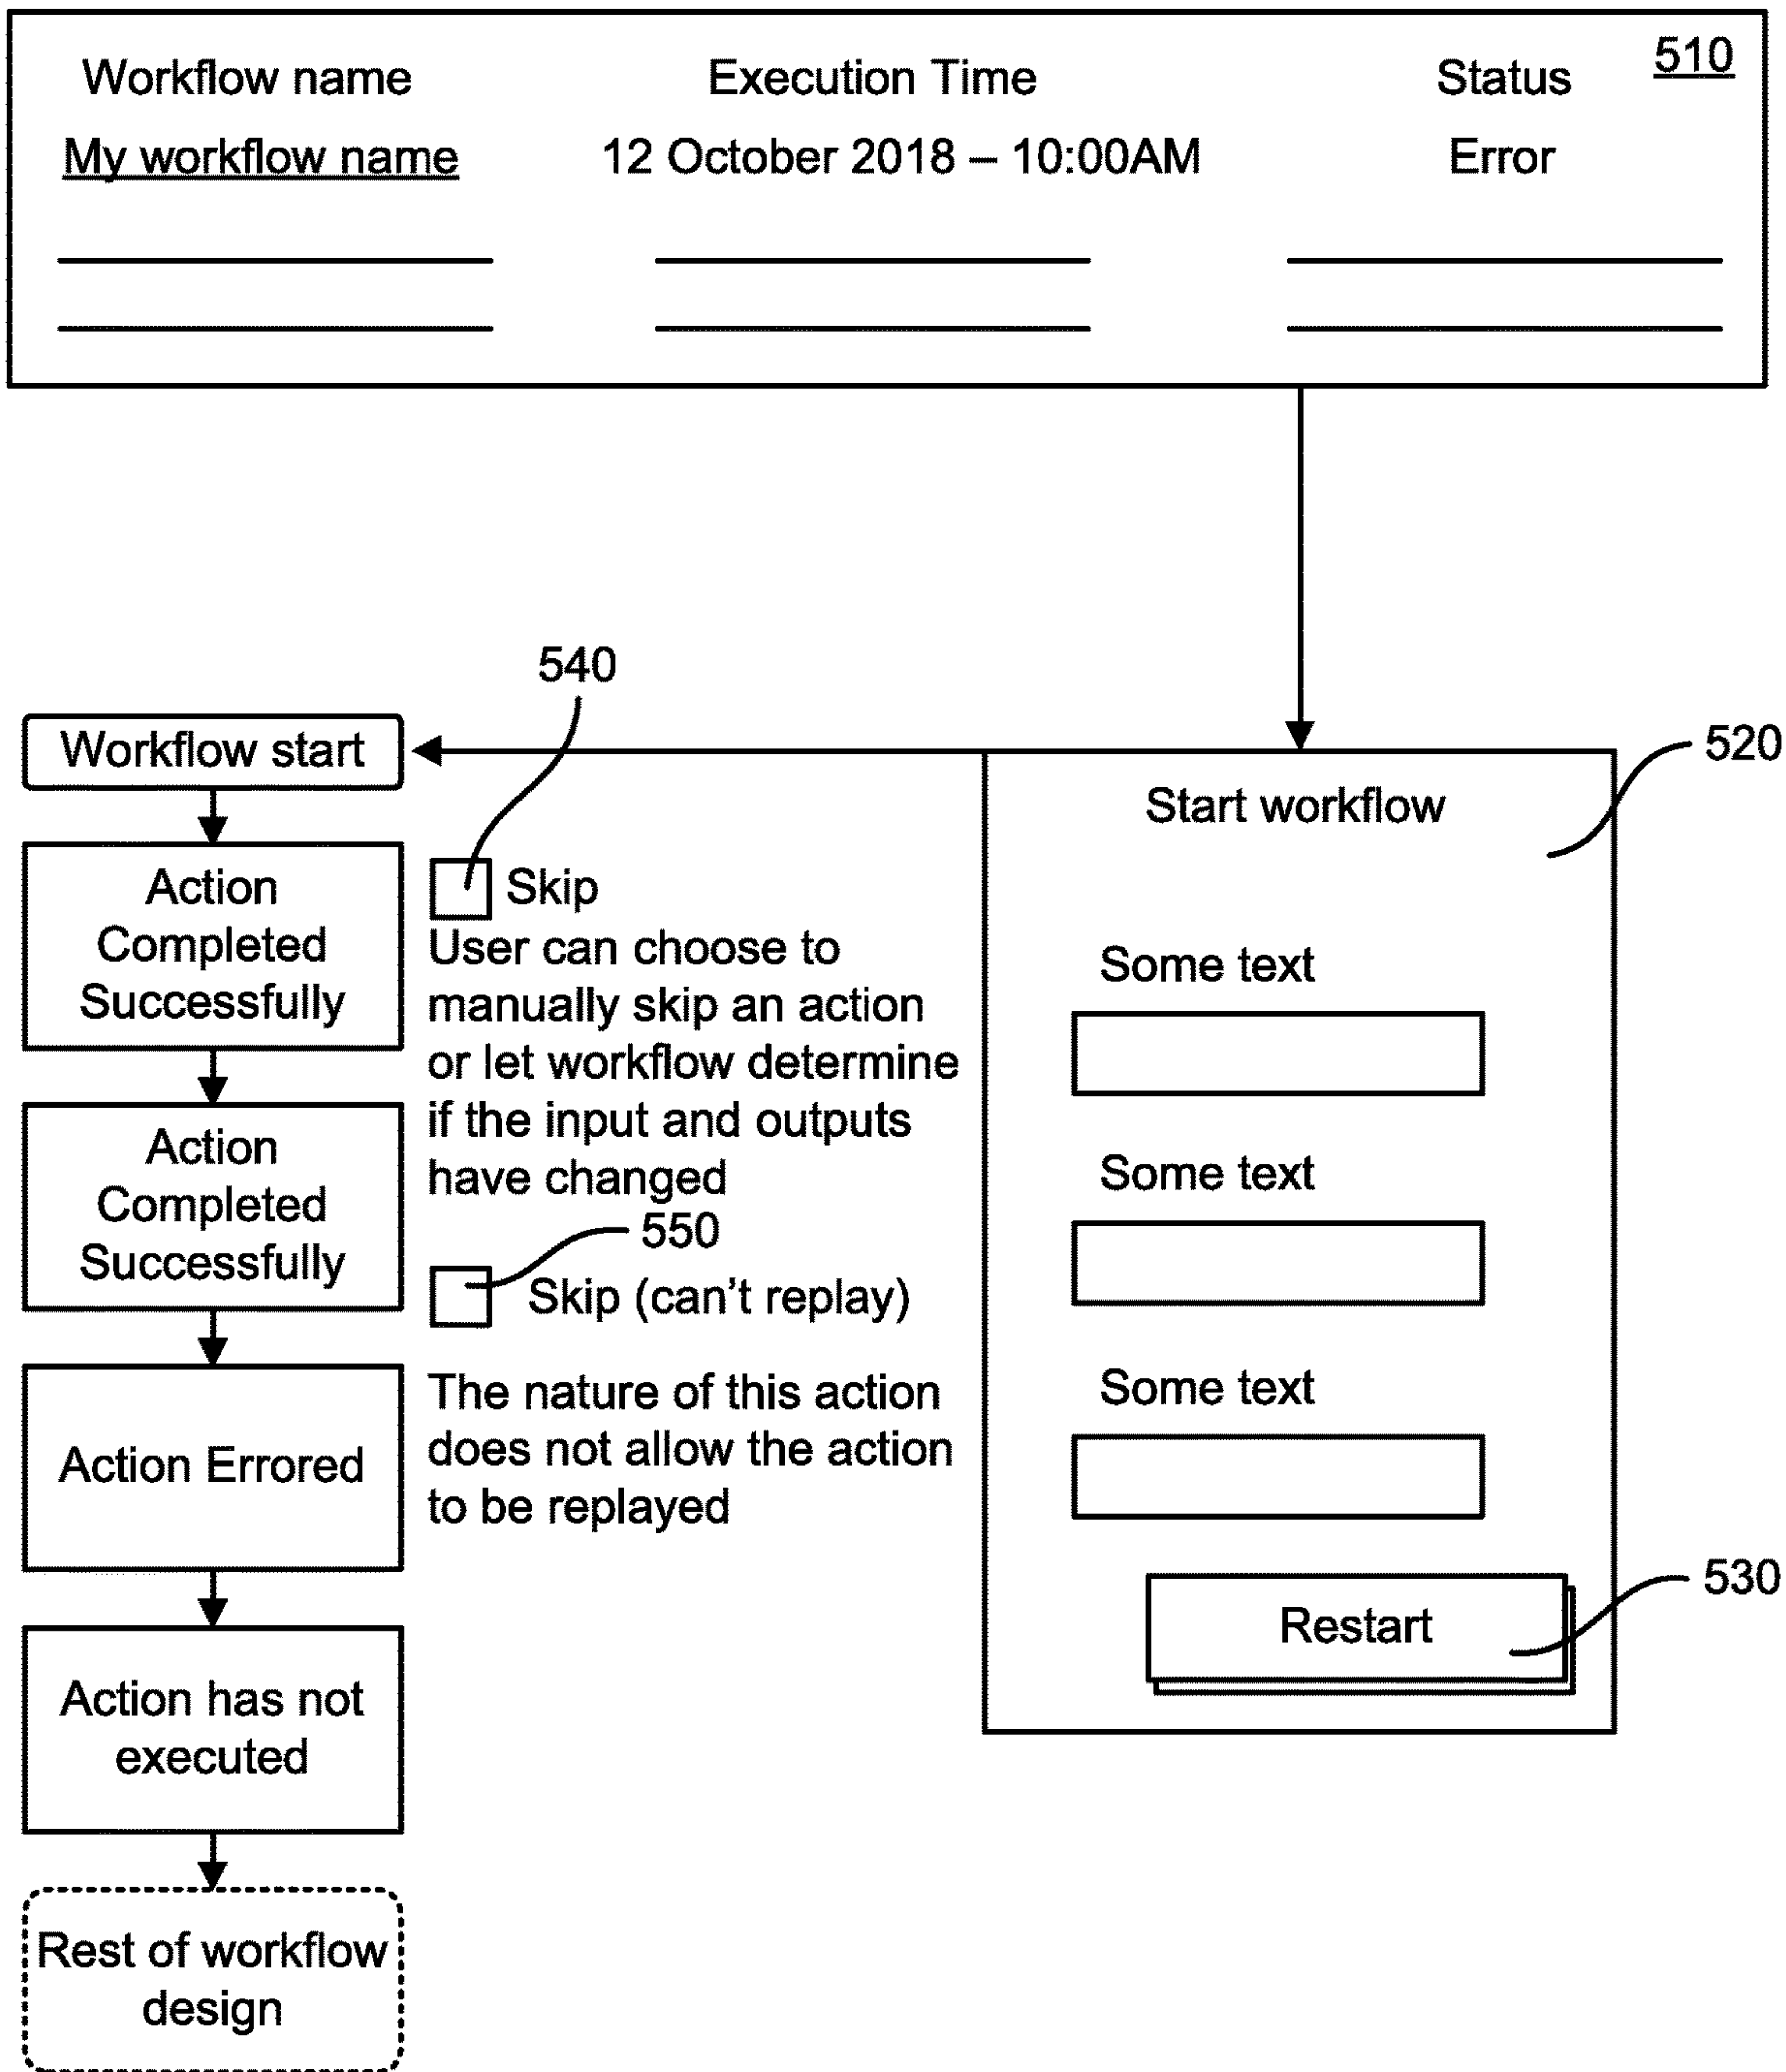 Workflow name
Execution Time
Status
510
My workflow name
12 October 2018 – 10:00AM
Error
540
520
Workflow start
Action
Completed
Successfully
Skip
User can choose to
manually skip an action
or let workflow determine
if the input and outputs
have changed
Action
Completed
Successfully
550
Skip (can't replay)
Action Errored
The nature of this action
does not allow the action
to be replayed
Action has not
executed
Rest of workflow
design
Start workflow
Some text
Some text
Some text
Restart
530